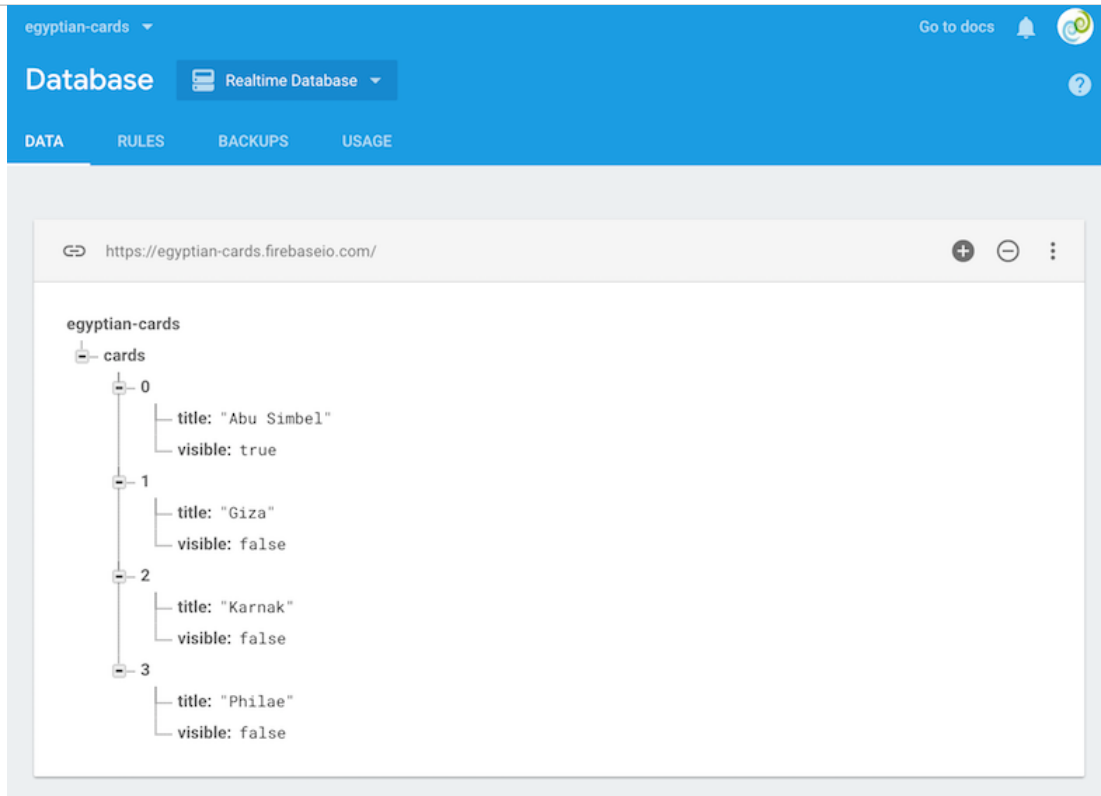 egyptian-cards
Go to docs
Database
Realtime Database
DATA RULES BACKUPS USAGE
https://egyptian-cards.firebaseio.com/
egyptian-cards
cards
0
title: "Abu Simbel"
visible: true
1
title: "Giza"
visible: false
2
title: "Karnak"
visible: false
3
title: "Philae"
visible: false